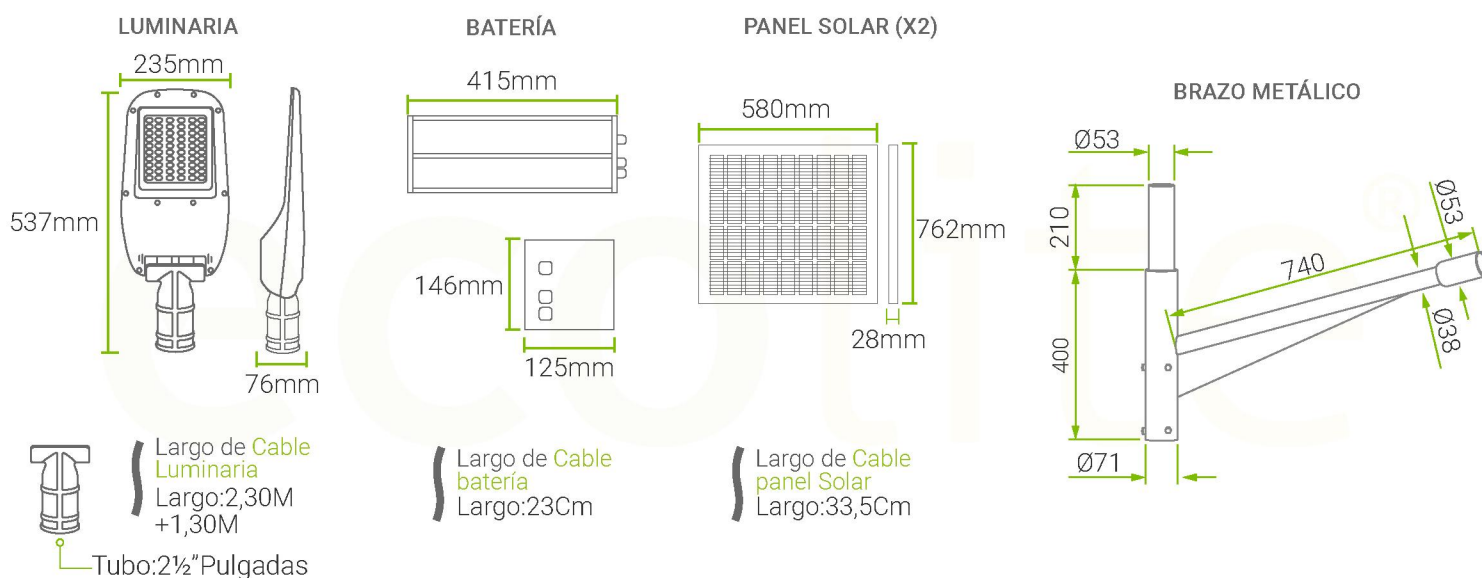 LUMINARIA
235mm
537mm
76mm
Largo de Cable
Luminaria
Largo:2,30M
+1,30M
Tubo:2½”Pulgadas
BATERÍA
415mm
146mm
125mm
Largo de Cable
batería
Largo:23Cm
PANEL SOLAR (X2)
580mm
762mm
28mm
Largo de Cable
panel Solar
Largo:33,5Cm
BRAZO METÁLICO
Ø53
210
400
Ø71
740
Ø53
Ø38
ecolite®